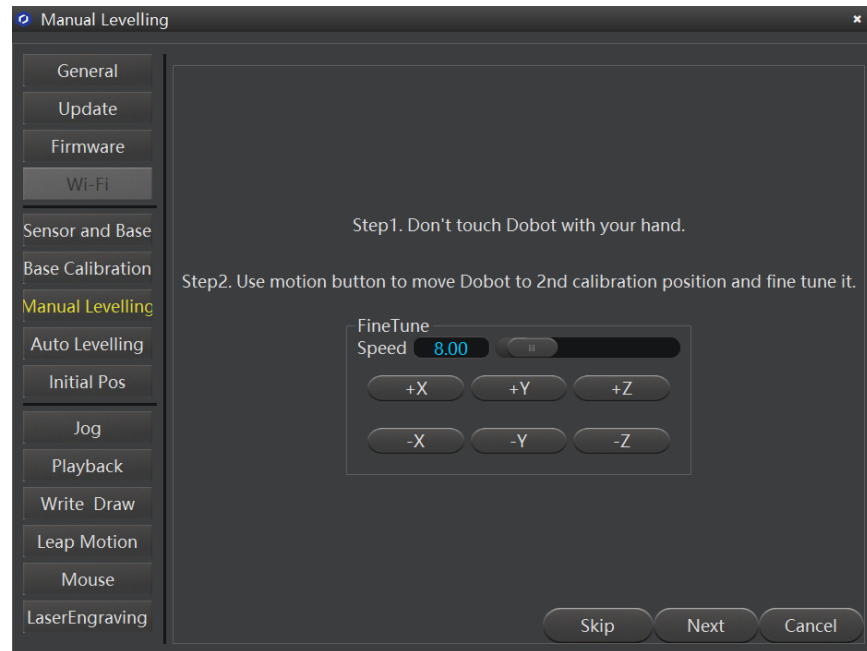 Manual Levelling
General
Update
Firmware
Wi-Fi
Sensor and Base
Base Calibration
Manual Levelling
Auto Levelling
Initial Pos
Jog
Playback
Write Draw
Leap Motion
Mouse
LaserEngraving
Step1. Don't touch Dobot with your hand.
Step2. Use motion button to move Dobot to 2nd calibration position and fine tune it.
FineTune
Speed 8.00
+X +Y +Z
-X -Y -Z
Skip Next Cancel